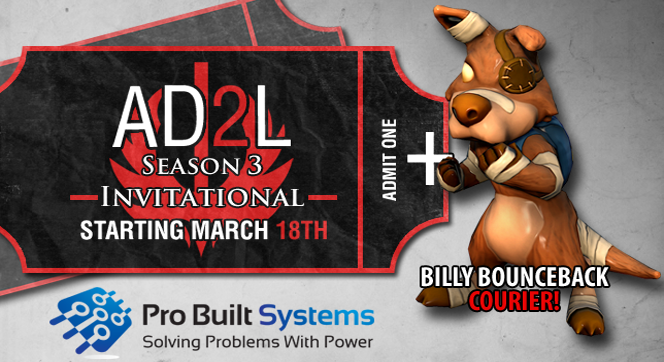 AD2L
SEASON 3
INVITATIONAL
STARTING MARCH 18TH
ADMIT ONE
+
BILLY BOUNCEBACK
COURIER!
Pro Built Systems
Solving Problems With Power